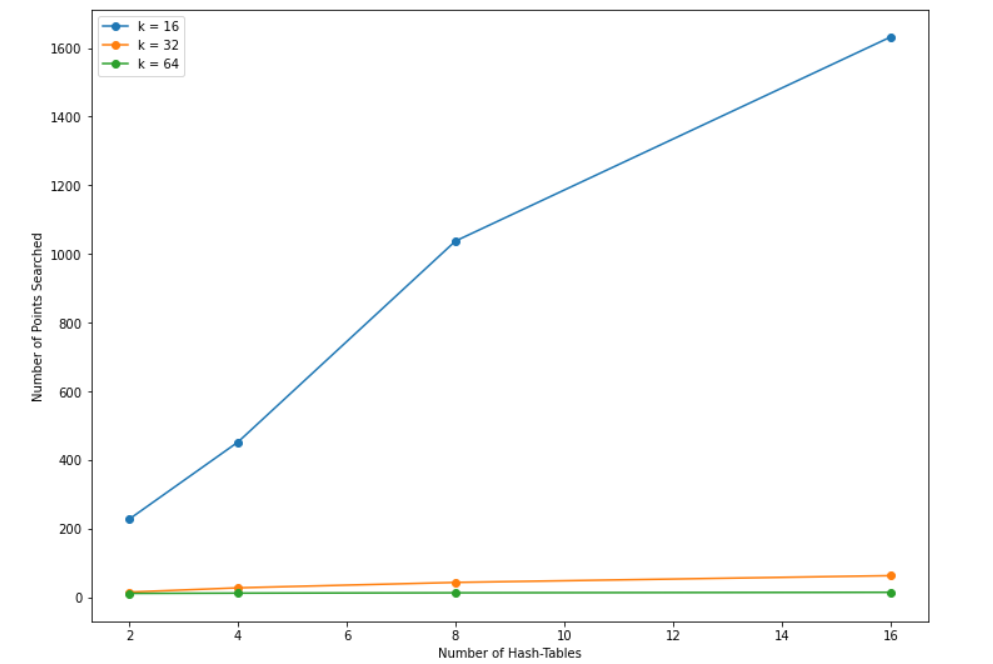 k = 16
k = 32
k = 64
1600
1400
1200
1000
800
600
400
200
0
Number of Points Searched
2 4 6 8 10 12 14 16
Number of Hash-Tables